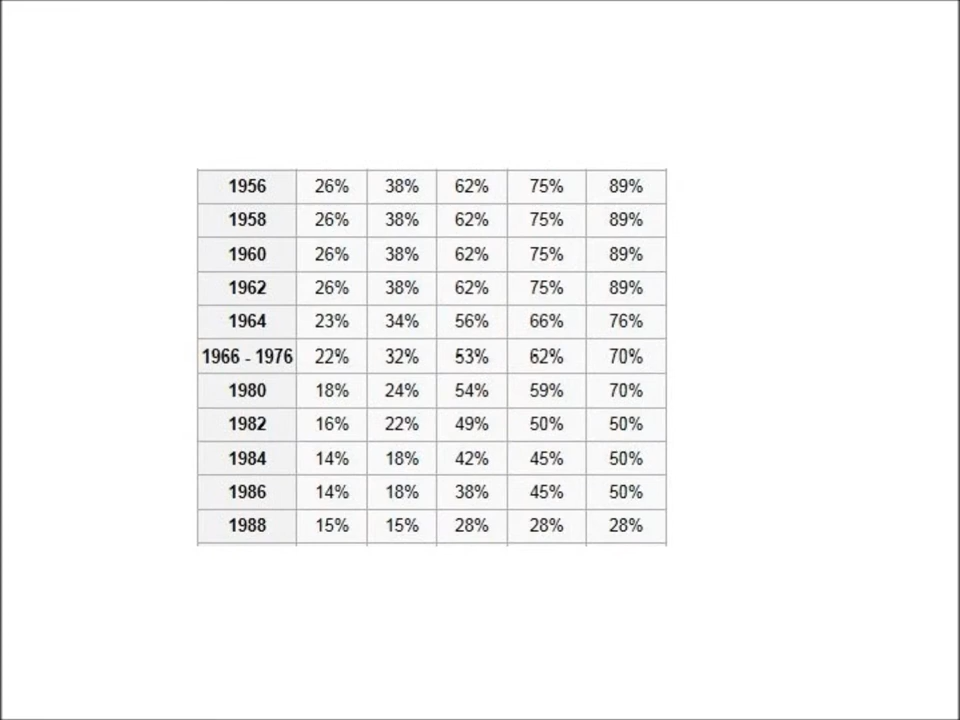 1956 26% 38% 62% 75% 89%
1958 26% 38% 62% 75% 89%
1960 26% 38% 62% 75% 89%
1962 26% 38% 62% 75% 89%
1964 23% 34% 56% 66% 76%
1966 - 1976 22% 32% 53% 62% 70%
1980 18% 24% 54% 59% 70%
1982 16% 22% 49% 50% 50%
1984 14% 18% 42% 45% 50%
1986 14% 18% 38% 45% 50%
1988 15% 15% 28% 28% 28%